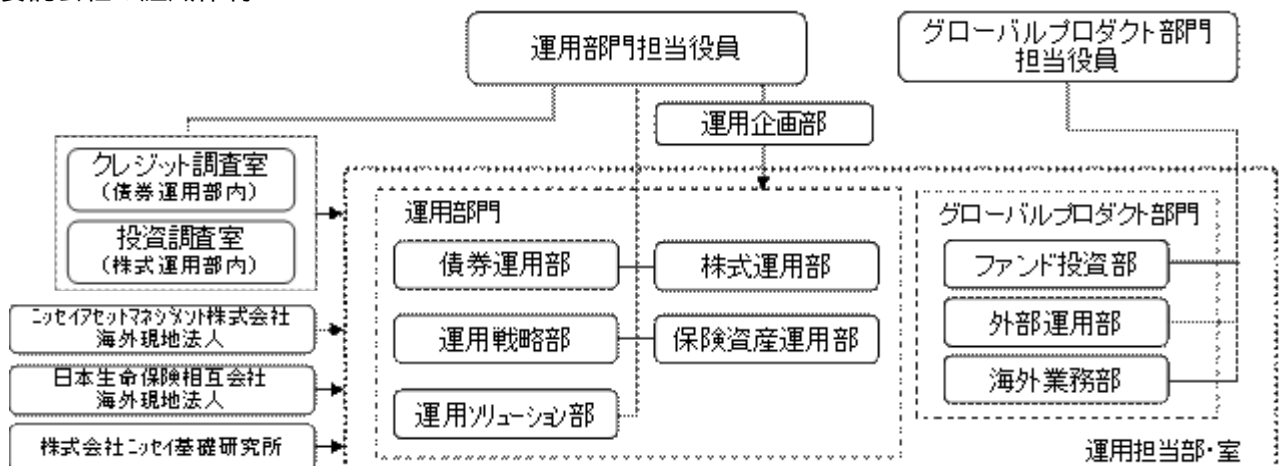 運用部門担当役員
グローバルプロダクト部門
担当役員
運用企画部
クレジット調査室
(債券運用部内)
投資調査室
(株式運用部内)
運用部門
グローバルプロダクト部門
債券運用部
株式運用部
ファンド投資部
ニッセイアセットマネジメント株式会社
海外現地法人
運用戦略部
保険資産運用部
外部運用部
日本生命保険相互会社
海外現地法人
海外業務部
運用ソリューション部
株式会社ニッセイ基礎研究所
運用担当部・室